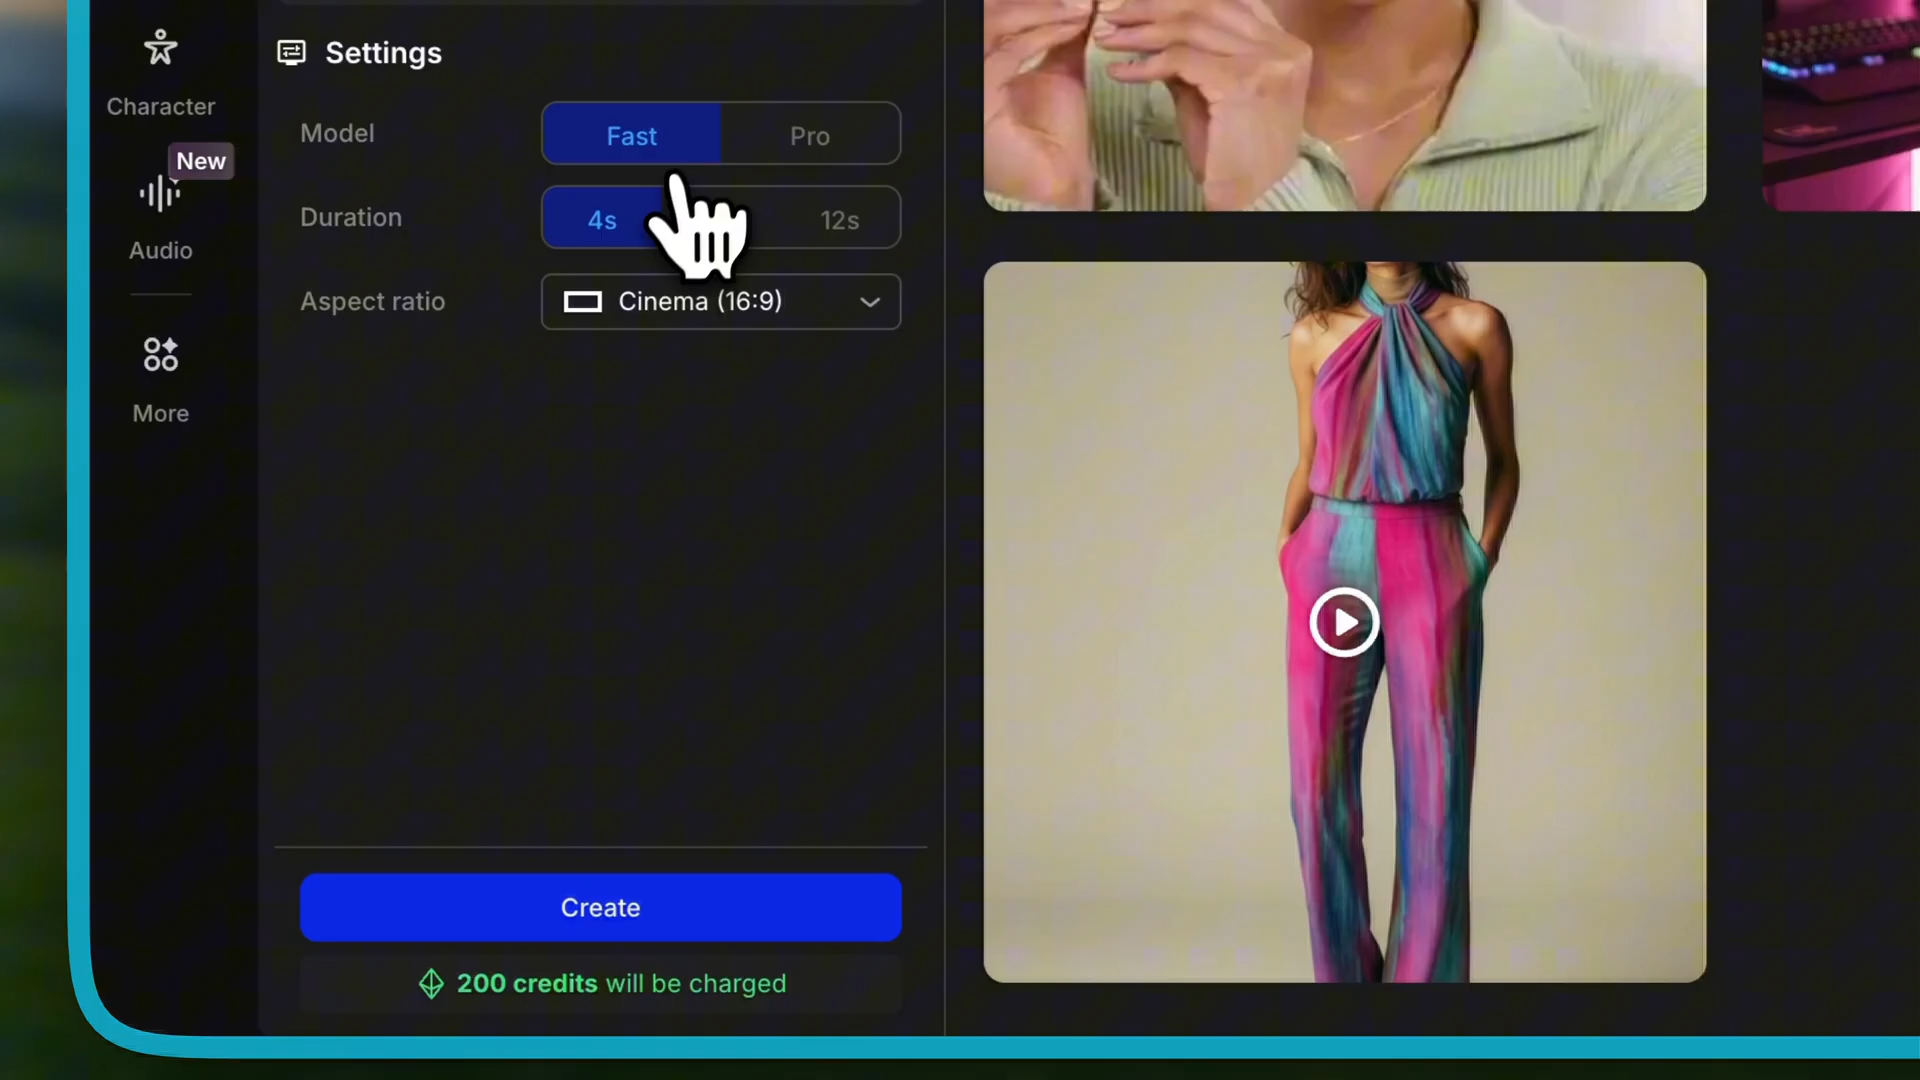 Character
New
Audio
More
Settings
Model
Fast
Pro
Duration
4s
12s
Aspect ratio
Cinema (16:9)
Create
200 credits will be charged